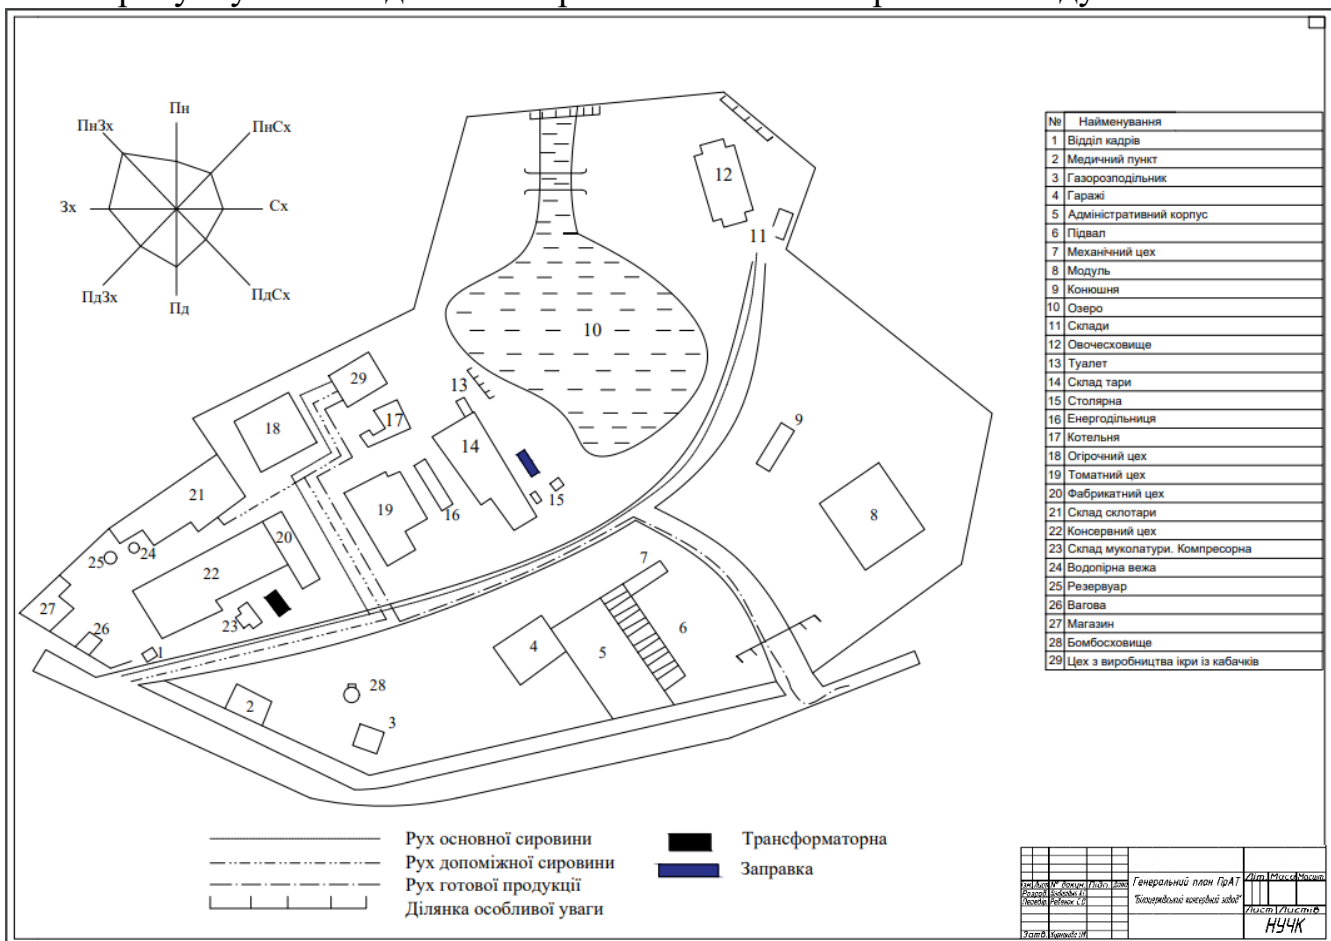 Пн
ПнЗх
ПнСх
Зх
Сх
ПдЗх
ПдСх
Пд
12
11
10
29
13
17
18
14
9
21
19
16
15
8
20
25
24
22
7
27
23
6
26
1
4
5
28
2
3
№ Найменування
1 Відділ кадрів
2 Медичний пункт
3 Газорозподільник
4 Гаражі
5 Адміністративний корпус
6 Підвал
7 Механічний цех
8 Модуль
9 Конюшня
10 Озеро
11 Склади
12 Овочесховище
13 Туалет
14 Склад тари
15 Столярна
16 Енергодільниця
17 Котельня
18 Огірочний цех
19 Томатний цех
20 Фабрикатний цех
21 Склад склотари
22 Консервний цех
23 Склад муколатури. Компресорна
24 Водопірна вежа
25 Резервуар
26 Вагова
27 Магазин
28 Бомбосховище
29 Цех з виробництва ікри із кабачків
Рух основної сировини
Рух допоміжної сировини
Рух готової продукції
Ділянка особливої уваги
Трансформаторна
Заправка
Генеральний план ПрАТ
консервний завод"
НУЧК